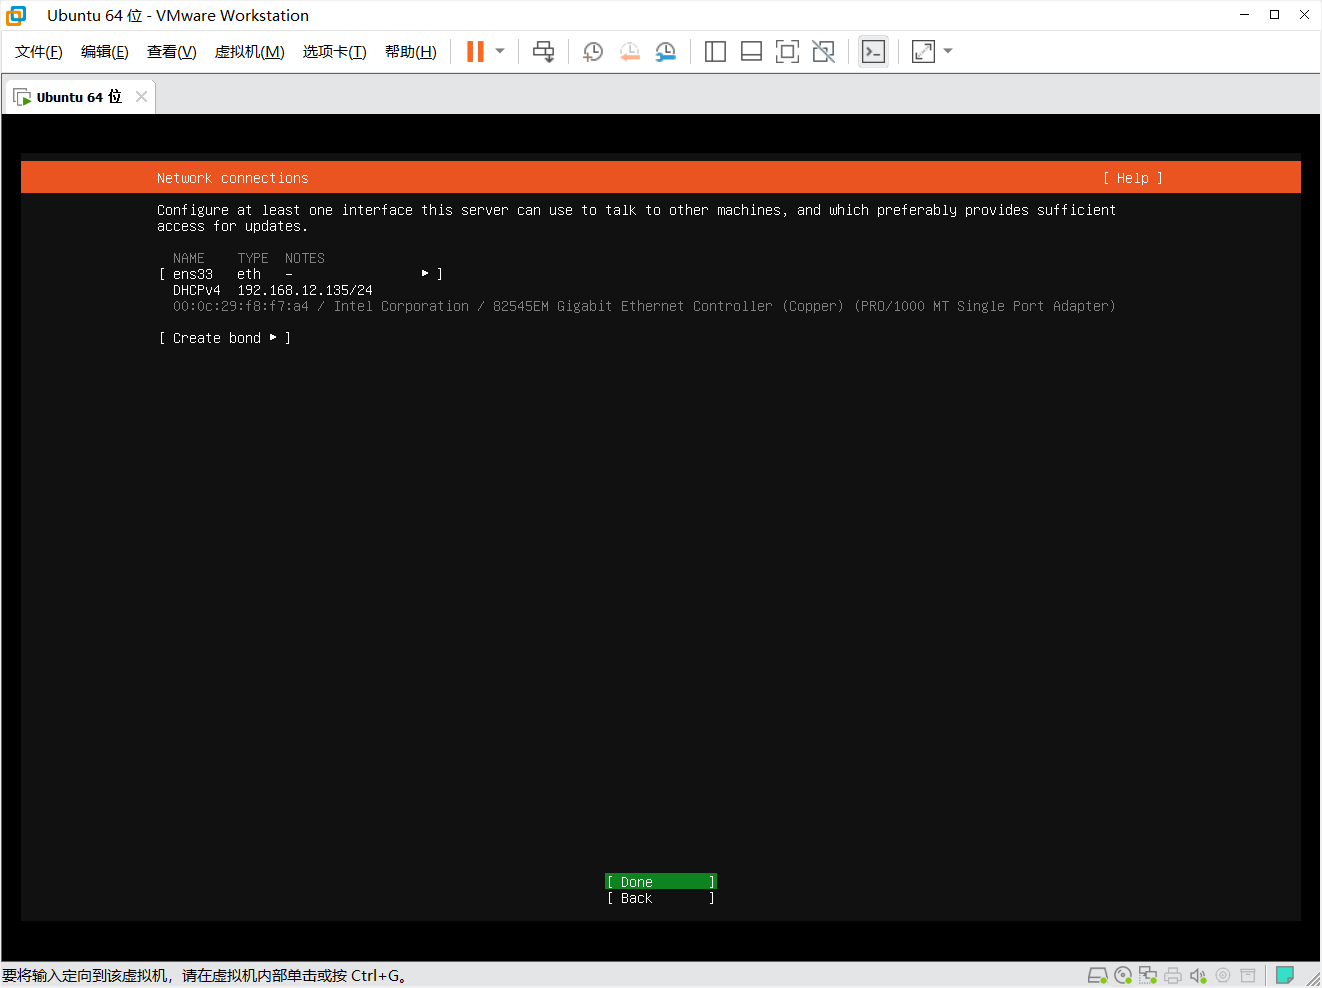 Ubuntu 64 位 - VMware Workstation
文件(F) 编辑(E) 查看(V) 虚拟机(M) 选项卡(T) 帮助(H)
Ubuntu 64 位
Network connections [ Help ]
Configure at least one interface this server can use to talk to other machines, and which preferably provides sufficient
access for updates.
NAME TYPE NOTES
[ ens33 eth - ▸ ]
DHCPv4 192.168.12.135/24
00:0c:29:f8:f7:a4 / Intel Corporation / 82545EM Gigabit Ethernet Controller (Copper) (PRO/1000 MT Single Port Adapter)
[ Create bond ▸ ]
[ Done ]
[ Back ]
要将输入定向到该虚拟机，请在虚拟机内部单击或按 Ctrl+G。